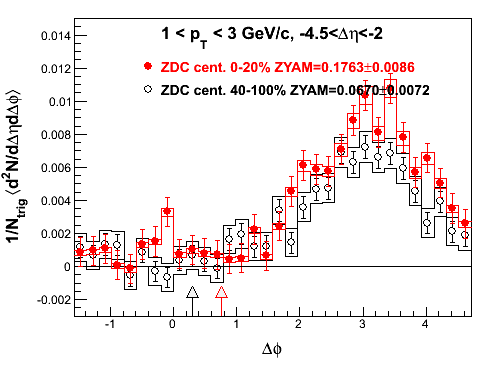 1 < pT < 3 GeV/c, -4.5<Δη<-2
ZDC cent. 0-20% ZYAM=0.1763±0.0086
ZDC cent. 40-100% ZYAM=0.0670±0.0072
1/Ntrig ⟨d²N/dΔηdΔϕ⟩
0.014
0.012
0.01
0.008
0.006
0.004
0.002
0
-0.002
-1 0 1 2 3 4
Δϕ